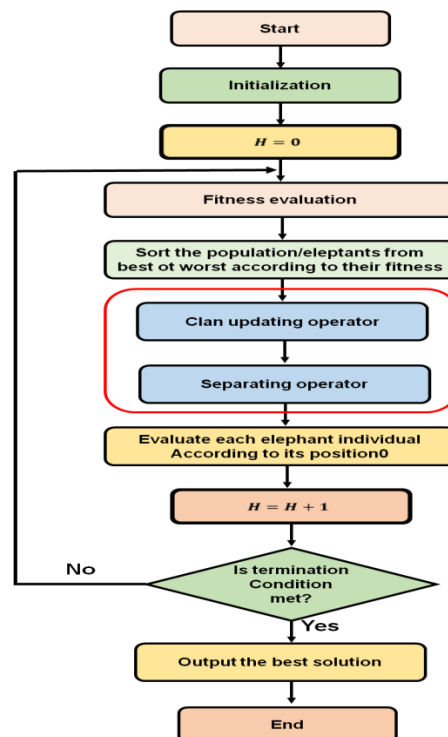 Start
Initialization
H = 0
Fitness evaluation
Sort the population/eleptants from
best ot worst according to their fitness
Clan updating operator
Separating operator
Evaluate each elephant individual
According to its position0
H = H + 1
Is termination
Condition
met?
No
Yes
Output the best solution
End